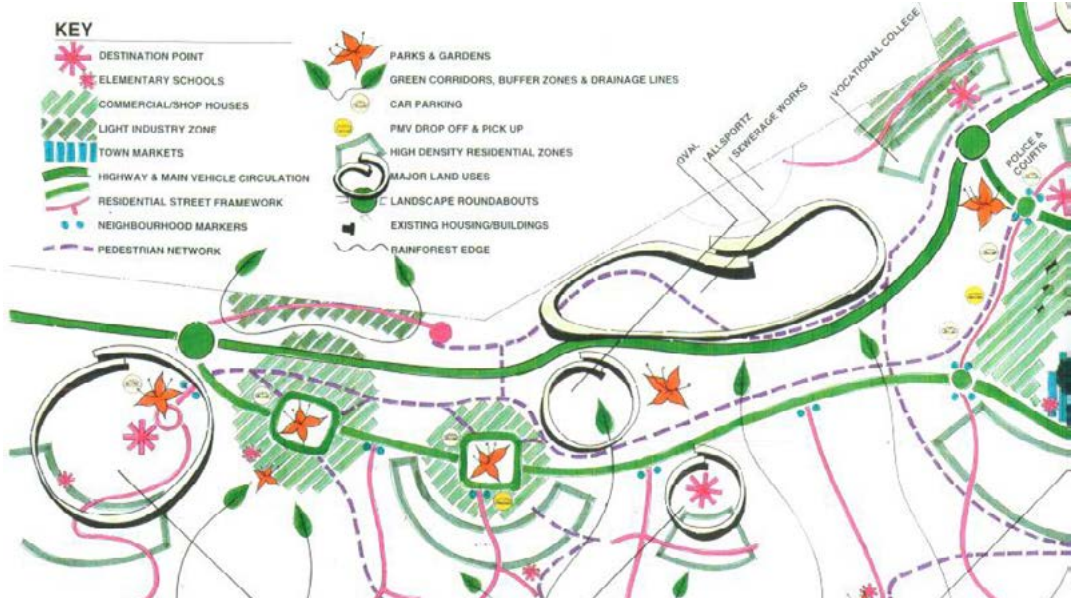 KEY
DESTINATION POINT
ELEMENTARY SCHOOLS
COMMERCIAL/SHOP HOUSES
LIGHT INDUSTRY ZONE
TOWN MARKETS
HIGHWAY & MAIN VEHICLE CIRCULATION
RESIDENTIAL STREET FRAMEWORK
NEIGHBOURHOOD MARKERS
PEDESTRIAN NETWORK
PARKS & GARDENS
GREEN CORRIDORS, BUFFER ZONES & DRAINAGE LINES
CAR PARKING
PMV DROP OFF & PICK UP
HIGH DENSITY RESIDENTIAL ZONES
MAJOR LAND USES
LANDSCAPE ROUNDABOUTS
EXISTING HOUSING/BUILDINGS
RAINFOREST EDGE
OVAL
ALLSPORTZ
SEWERAGE WORKS
VOCATIONAL COLLEGE
POLICE &
COURTS